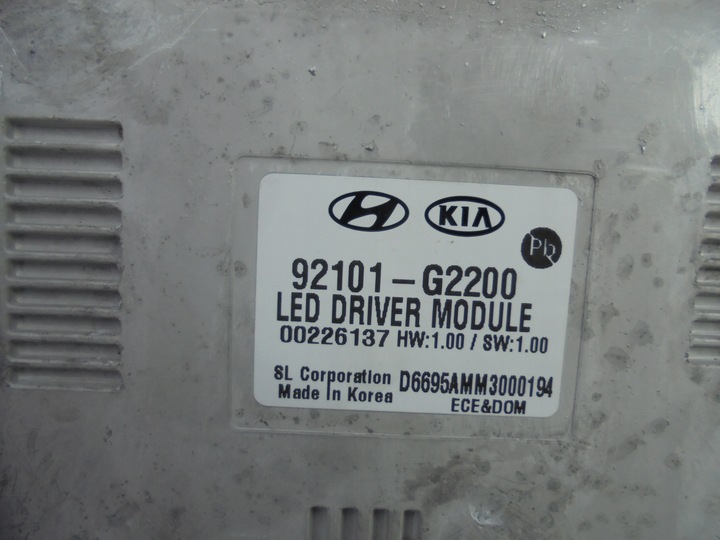 KIA
Pb
92101-G2200
LED DRIVER MODULE
00226137 HW:1.00 / SW:1.00
SL Corporation D6695AMM3000194
Made In Korea ECE&DOM